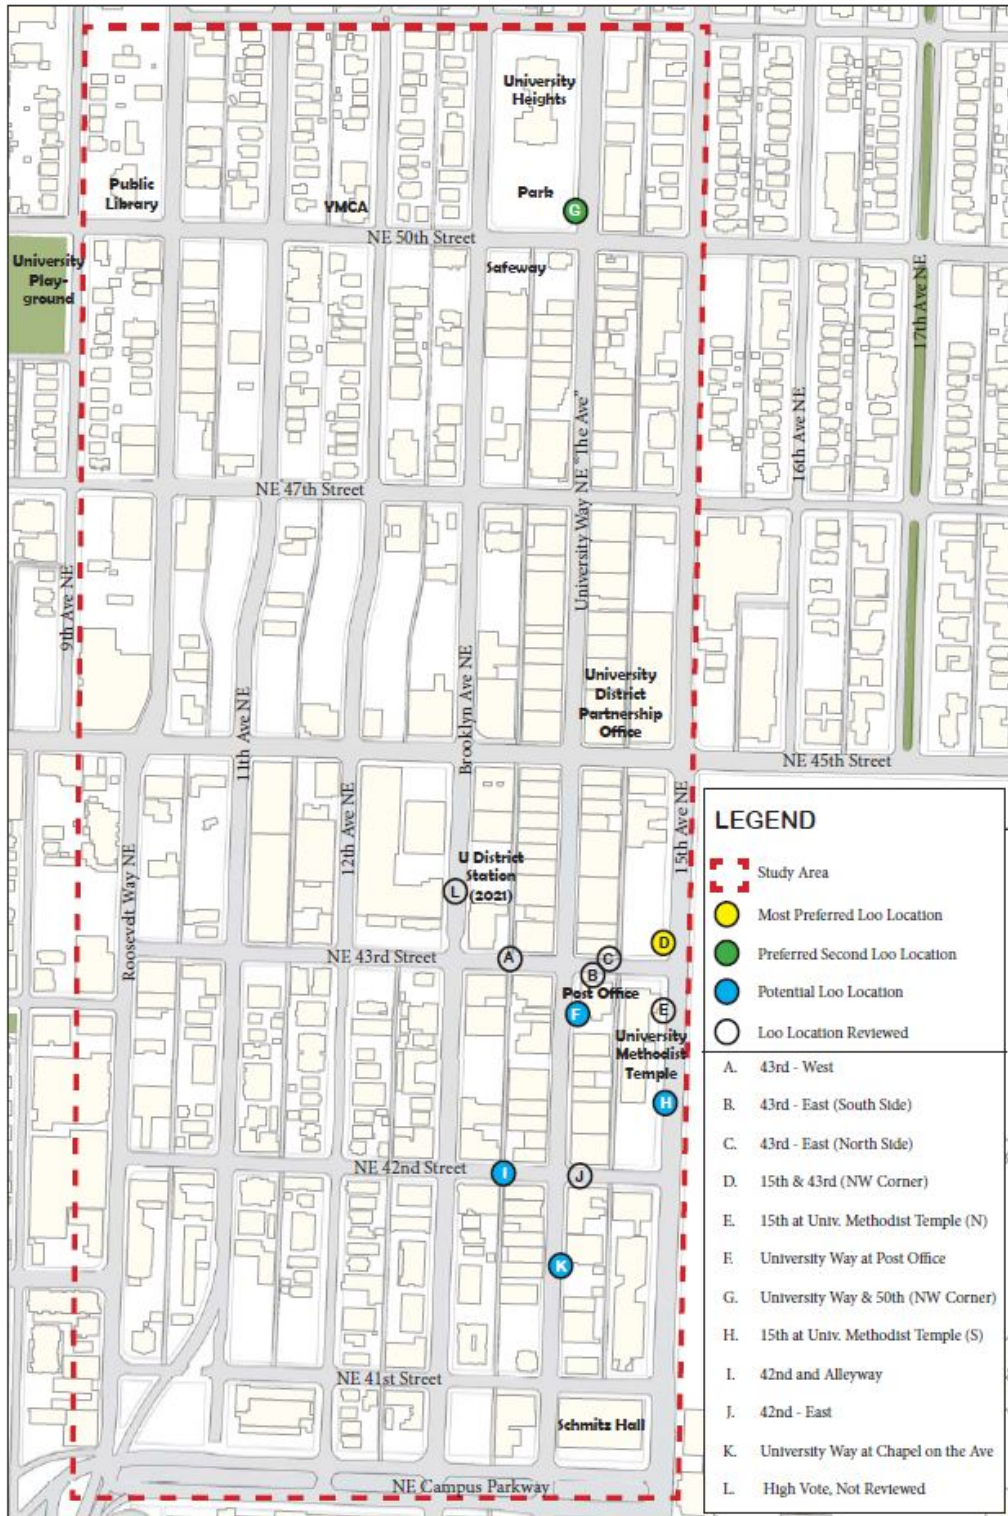 University
Heights
Public
Library
YMCA
Park
G
NE 50th Street
University
Play-
ground
Safeway
17th Ave NE
16th Ave NE
University Way NE "The Ave"
NE 47th Street
9th Ave NE
University
District
Partnership
Office
Brooklyn Ave NE
11th Ave NE
NE 45th Street
12th Ave NE
15th Ave NE
U District
Station
(2021)
L
Roosevdt Way NE
NE 43rd Street
A
C
D
B
Post Office
F
E
University
Methodist
Temple
H
NE 42nd Street
I
J
K
NE 41st Street
Schmitz Hall
NE Campus Parkway
LEGEND
Study Area
Most Preferred Loo Location
Preferred Second Loo Location
Potential Loo Location
Loo Location Reviewed
A. 43rd - West
B. 43rd - East (South Side)
C. 43rd - East (North Side)
D. 15th & 43rd (NW Corner)
E. 15th at Univ. Methodist Temple (N)
F. University Way at Post Office
G. University Way & 50th (NW Corner)
H. 15th at Univ. Methodist Temple (S)
I. 42nd and Alleyway
J. 42nd - East
K. University Way at Chapel on the Ave
L. High Vote, Not Reviewed